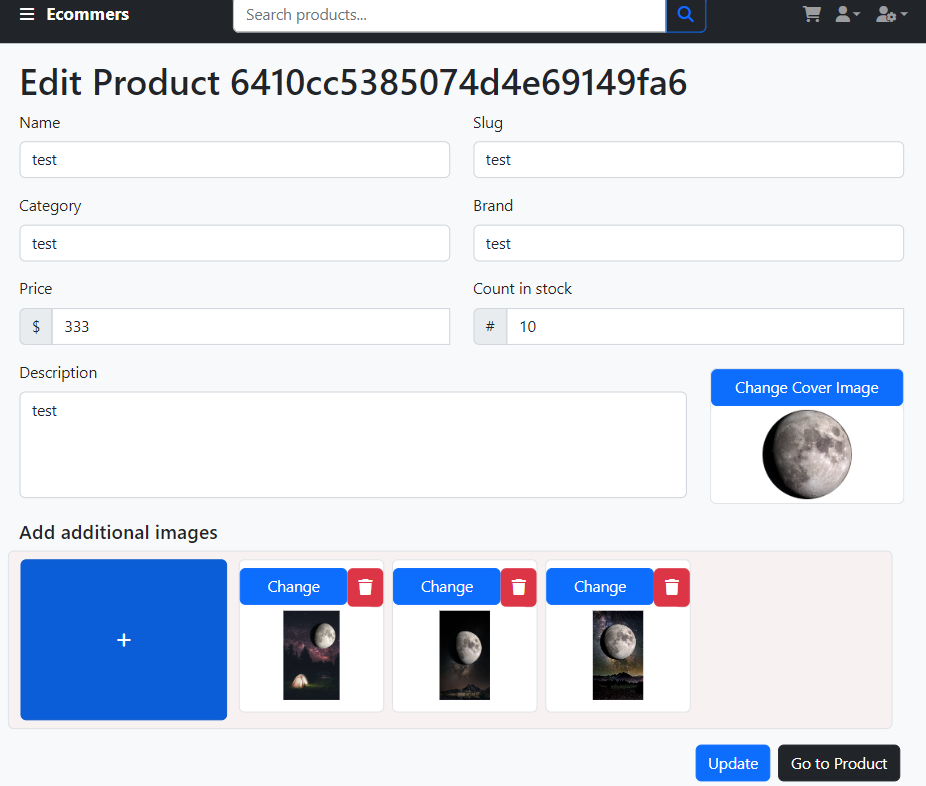 Ecommers
Search products...
Edit Product 6410cc5385074d4e69149fa6
Name
Slug
test
test
Category
Brand
test
test
Price
Count in stock
$ 333
# 10
Description
Change Cover Image
test
Add additional images
+
Change
Change
Change
Update
Go to Product